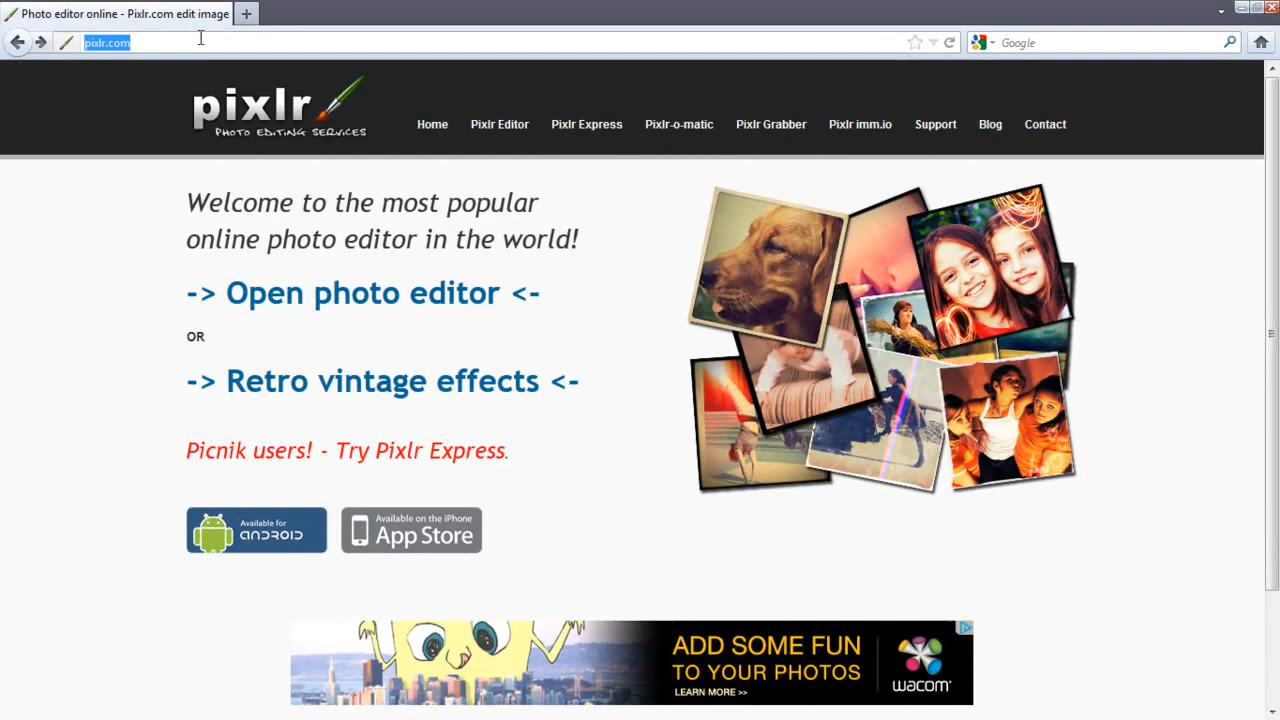 Photo editor online - Pixlr.com edit image
pixlr.com
Google
pixlr
PHOTO EDITING SERVICES
Home Pixlr Editor Pixlr Express Pixlr-o-matic Pixlr Grabber Pixlr imm.io Support Blog Contact
Welcome to the most popular
online photo editor in the world!
-> Open photo editor <-
OR
-> Retro vintage effects <-
Picnik users! - Try Pixlr Express.
Available for
ANDROID
Available on the iPhone
App Store
ADD SOME FUN
TO YOUR PHOTOS
LEARN MORE >>
wacom